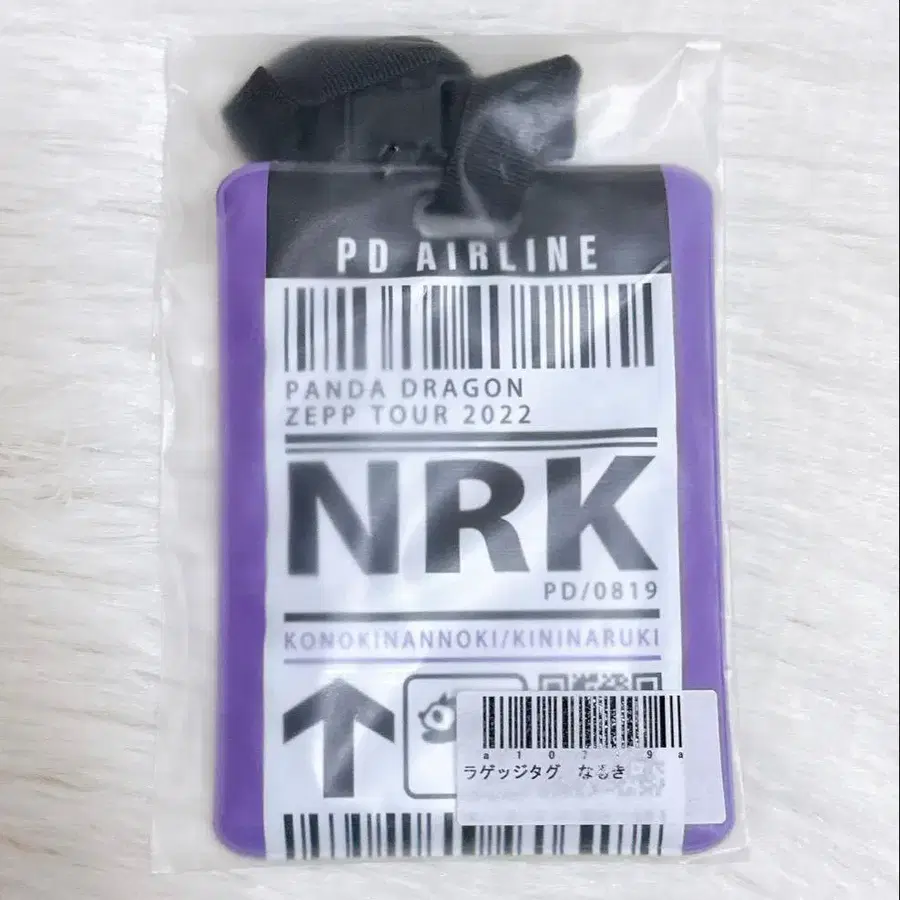 PD AIRLINE
PANDA DRAGON
ZEPP TOUR 2022
NRK
PD/0819
KONOKINANNOKI/KININARUKI
ラゲッジタグ なるき